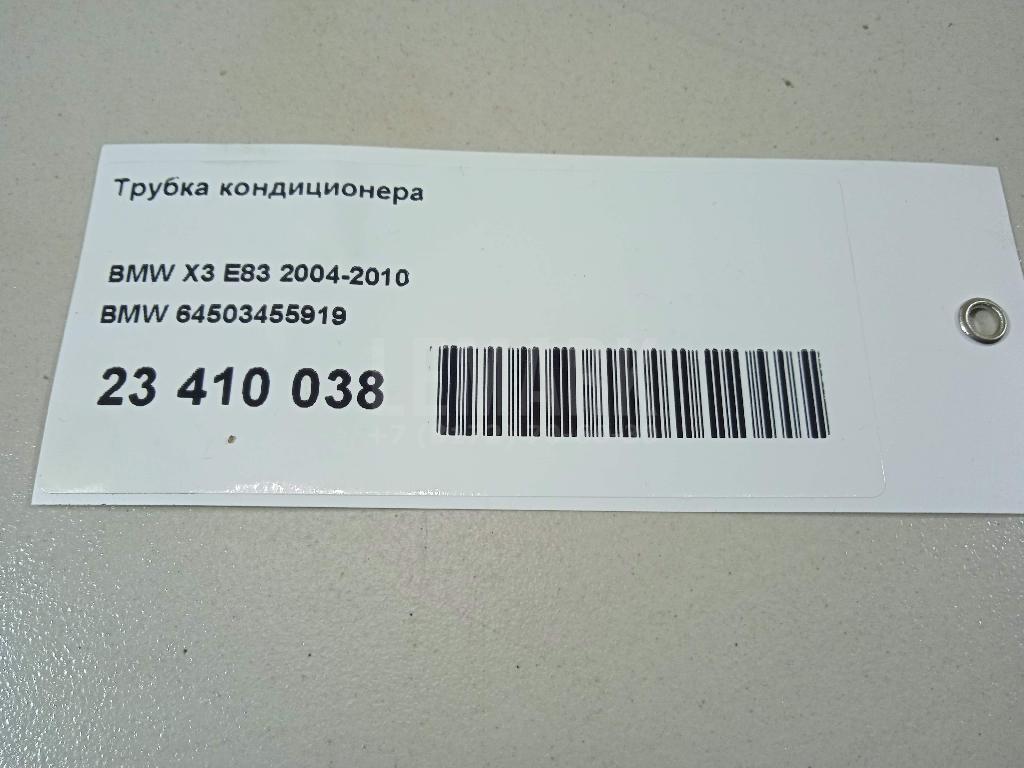 Трубка кондиционера
BMW X3 E83 2004-2010
BMW 64503455919
23 410 038